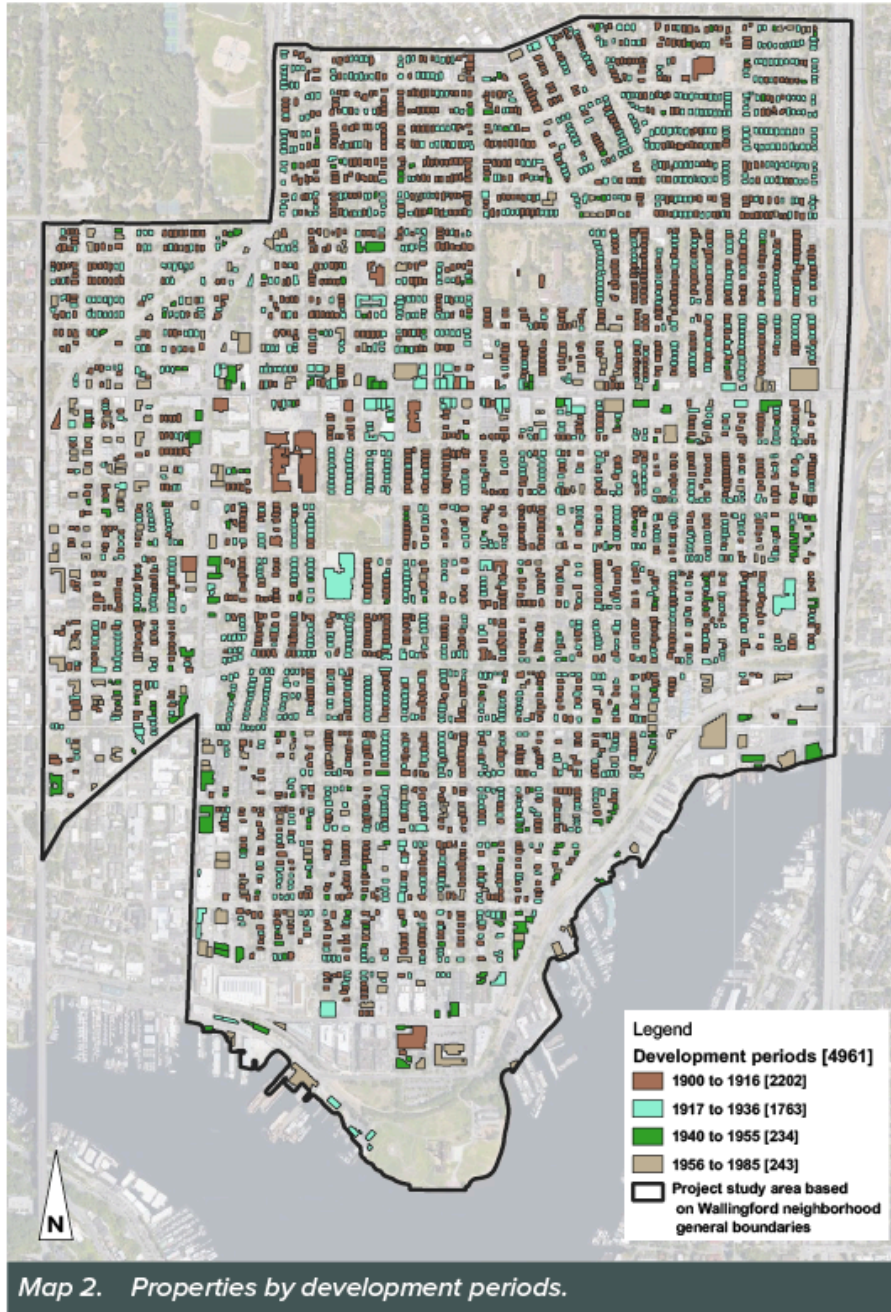 Legend
Development periods [4961]
1900 to 1916 [2202]
1917 to 1936 [1763]
1940 to 1955 [234]
1956 to 1985 [243]
Project study area based
on Wallingford neighborhood
general boundaries
N
Map 2. Properties by development periods.